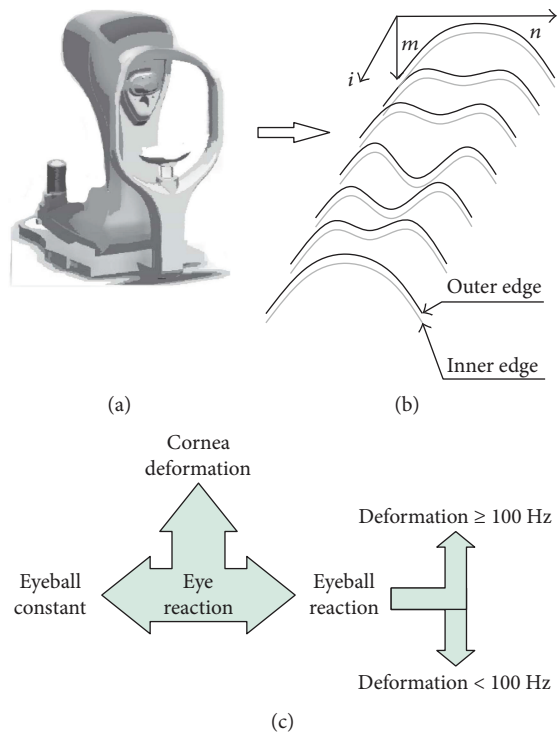 n
m
i
Outer edge
Inner edge
(a)
(b)
Cornea
deformation
Eyeball
constant
Eye
reaction
Eyeball
reaction
Deformation ≥ 100 Hz
Deformation < 100 Hz
(c)